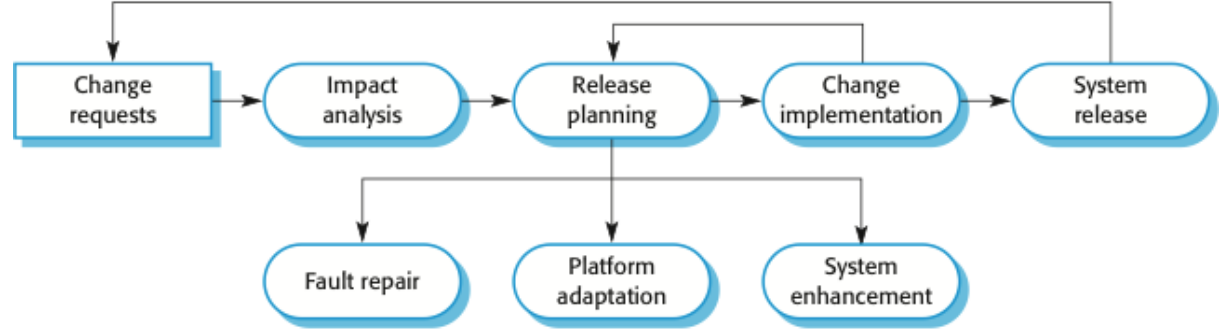 Change
requests
Impact
analysis
Release
planning
Change
implementation
System
release
Fault repair
Platform
adaptation
System
enhancement